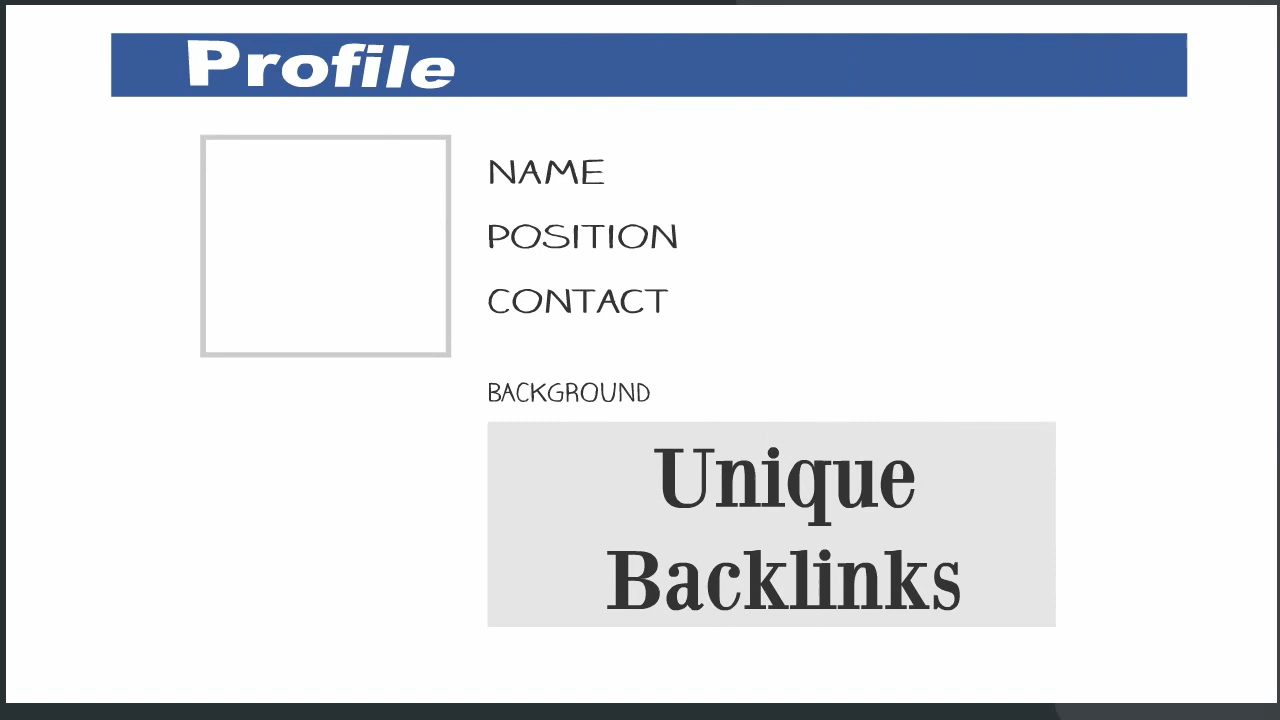 Profile
NAME
POSITION
CONTACT
BACKGROUND
Unique
Backlinks